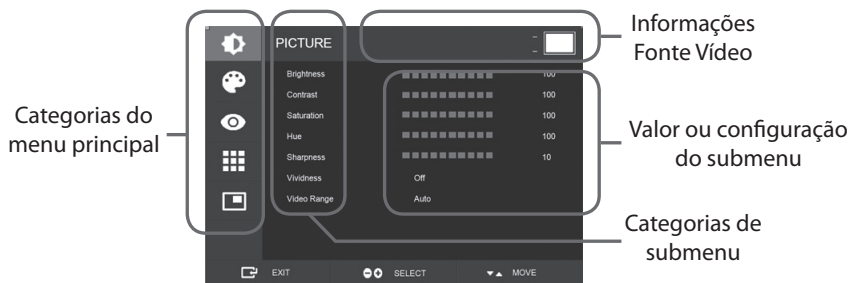 Informações
Fonte Vídeo
Categorias do
menu principal
PICTURE
Brightness 100
Contrast 100
Saturation 100
Hue 100
Sharpness 10
Vividness Off
Video Range Auto
EXIT SELECT MOVE
Valor ou configuração
do submenu
Categorias de
submenu